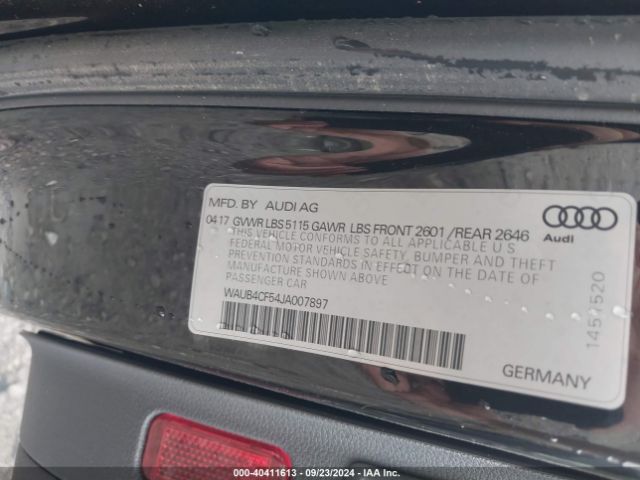 MFD. BY AUDI AG
04 17 GVWR LBS 5115 GAWR LBS FRONT 2601 / REAR 2646
THIS VEHICLE CONFORMS TO ALL APPLICABLE U S
FEDERAL MOTOR VEHICLE SAFETY, BUMPER AND THEFT
PREVENTION STANDARDS IN EFFECT ON THE DATE OF
MANUFACTURE SHOWN ABOVE
PASSENGER CAR
WAUB4CF54JA007897
Audi
1457520
GERMANY
000-40411613 - 09/23/2024 - IAA Inc.